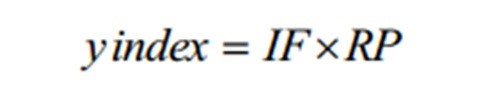 y index = IF × RP